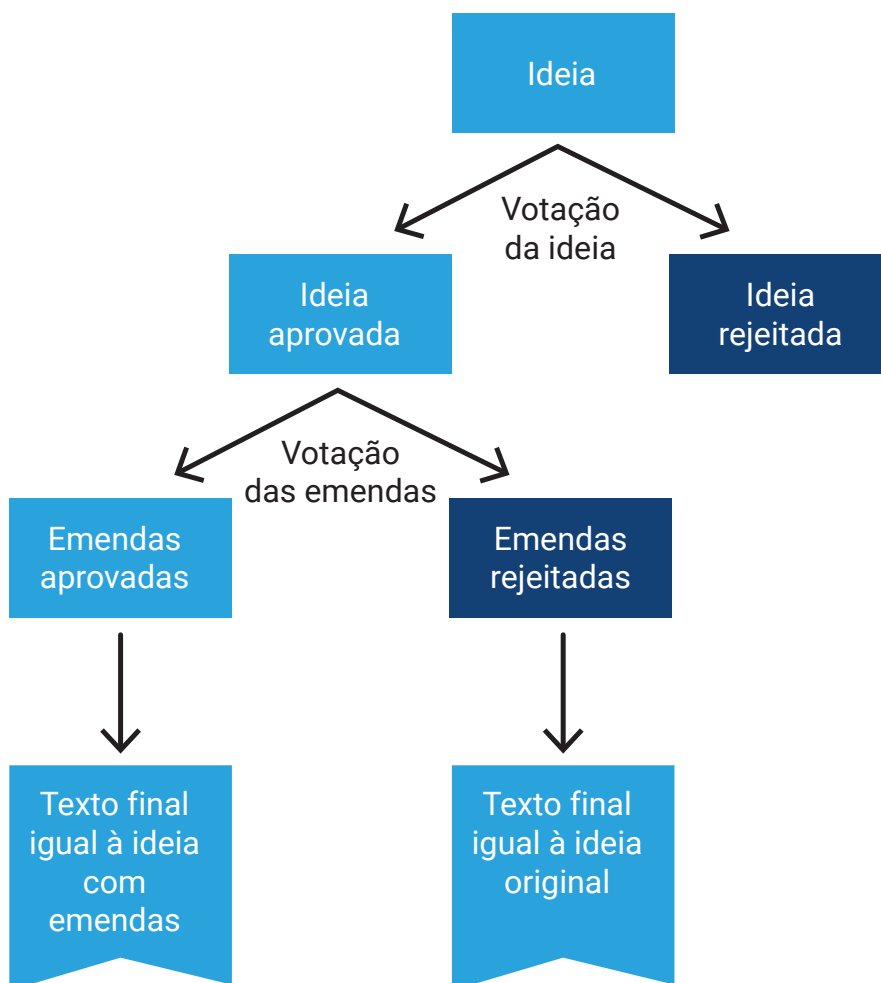 Ideia
Votação
da ideia
Ideia
aprovada
Ideia
rejeitada
Votação
das emendas
Emendas
aprovadas
Emendas
rejeitadas
Texto final
igual à ideia
com
emendas
Texto final
igual à ideia
original